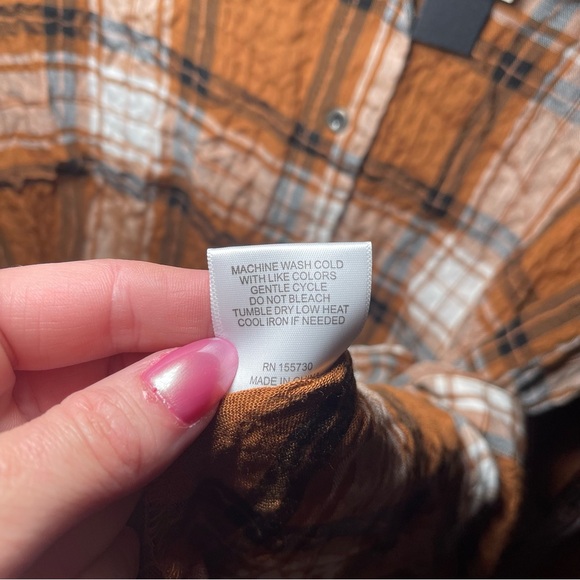 MACHINE WASH COLD
WITH LIKE COLORS
GENTLE CYCLE
DO NOT BLEACH
TUMBLE DRY LOW HEAT
COOL IRON IF NEEDED
RN 155730
MADE IN